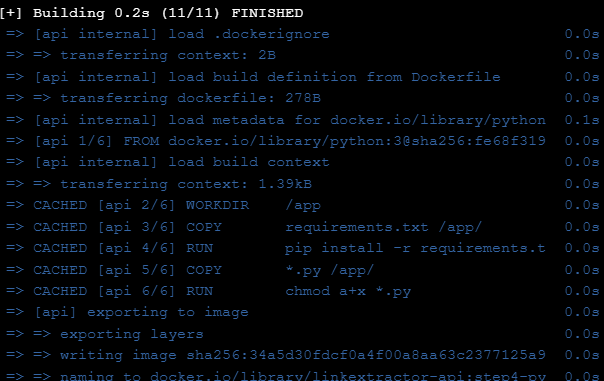 [+] Building 0.2s (11/11) FINISHED
=> [api internal] load .dockerignore 0.0s
=> => transferring context: 2B 0.0s
=> [api internal] load build definition from Dockerfile 0.0s
=> => transferring dockerfile: 278B 0.0s
=> [api internal] load metadata for docker.io/library/python 0.1s
=> [api 1/6] FROM docker.io/library/python:3@sha256:fe68f319 0.0s
=> [api internal] load build context 0.0s
=> => transferring context: 1.39kB 0.0s
=> CACHED [api 2/6] WORKDIR /app 0.0s
=> CACHED [api 3/6] COPY requirements.txt /app/ 0.0s
=> CACHED [api 4/6] RUN pip install -r requirements.t 0.0s
=> CACHED [api 5/6] COPY *.py /app/ 0.0s
=> CACHED [api 6/6] RUN chmod a+x *.py 0.0s
=> [api] exporting to image 0.0s
=> => exporting layers 0.0s
=> => writing image sha256:34a5d30fdcf0a4f00a8aa63c2377125a9 0.0s
=> => naming to docker.io/library/linkextractor-api:step4-py 0.0s